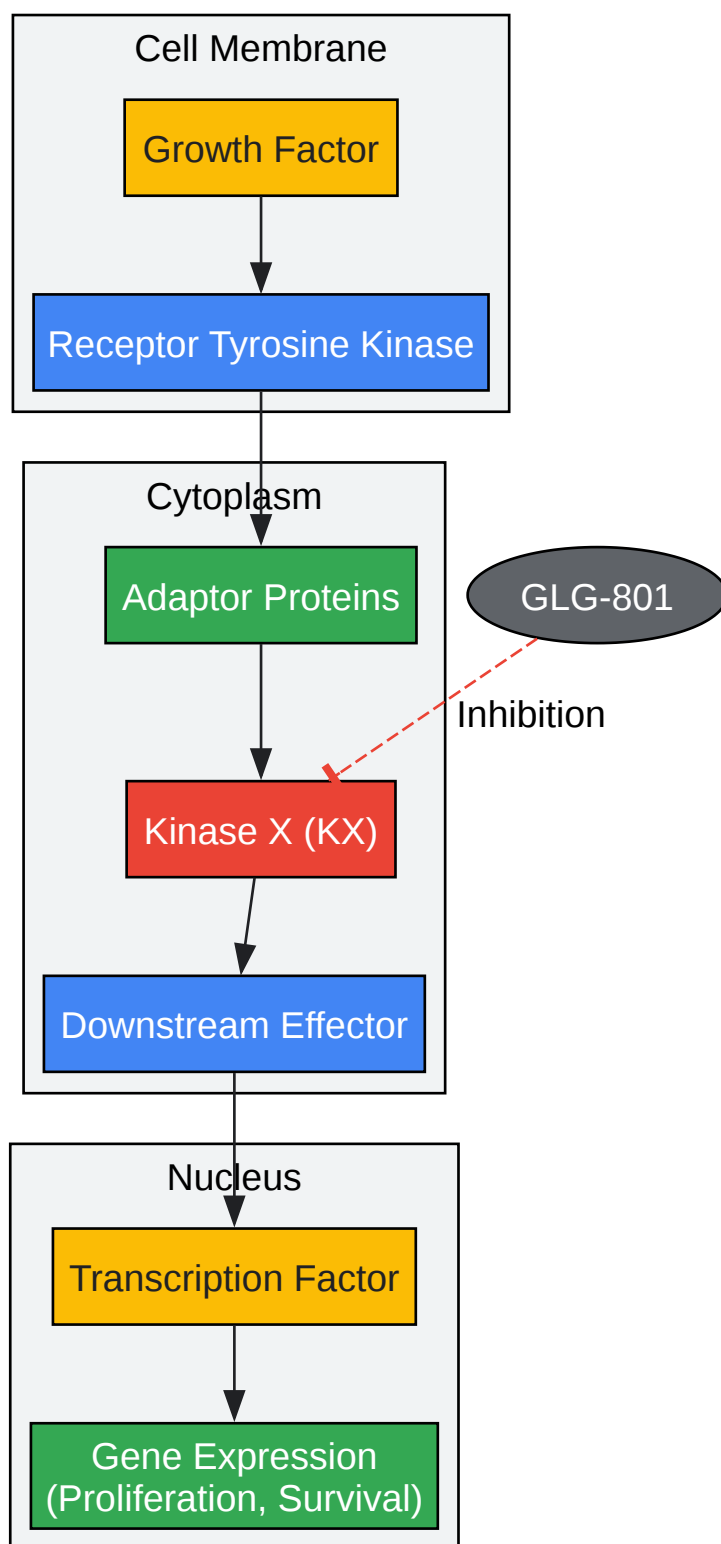 Cell Membrane
Growth Factor
Receptor Tyrosine Kinase
Cytoplasm
Adaptor Proteins
GLG-801
Inhibition
Kinase X (KX)
Downstream Effector
Nucleus
Transcription Factor
Gene Expression
(Proliferation, Survival)